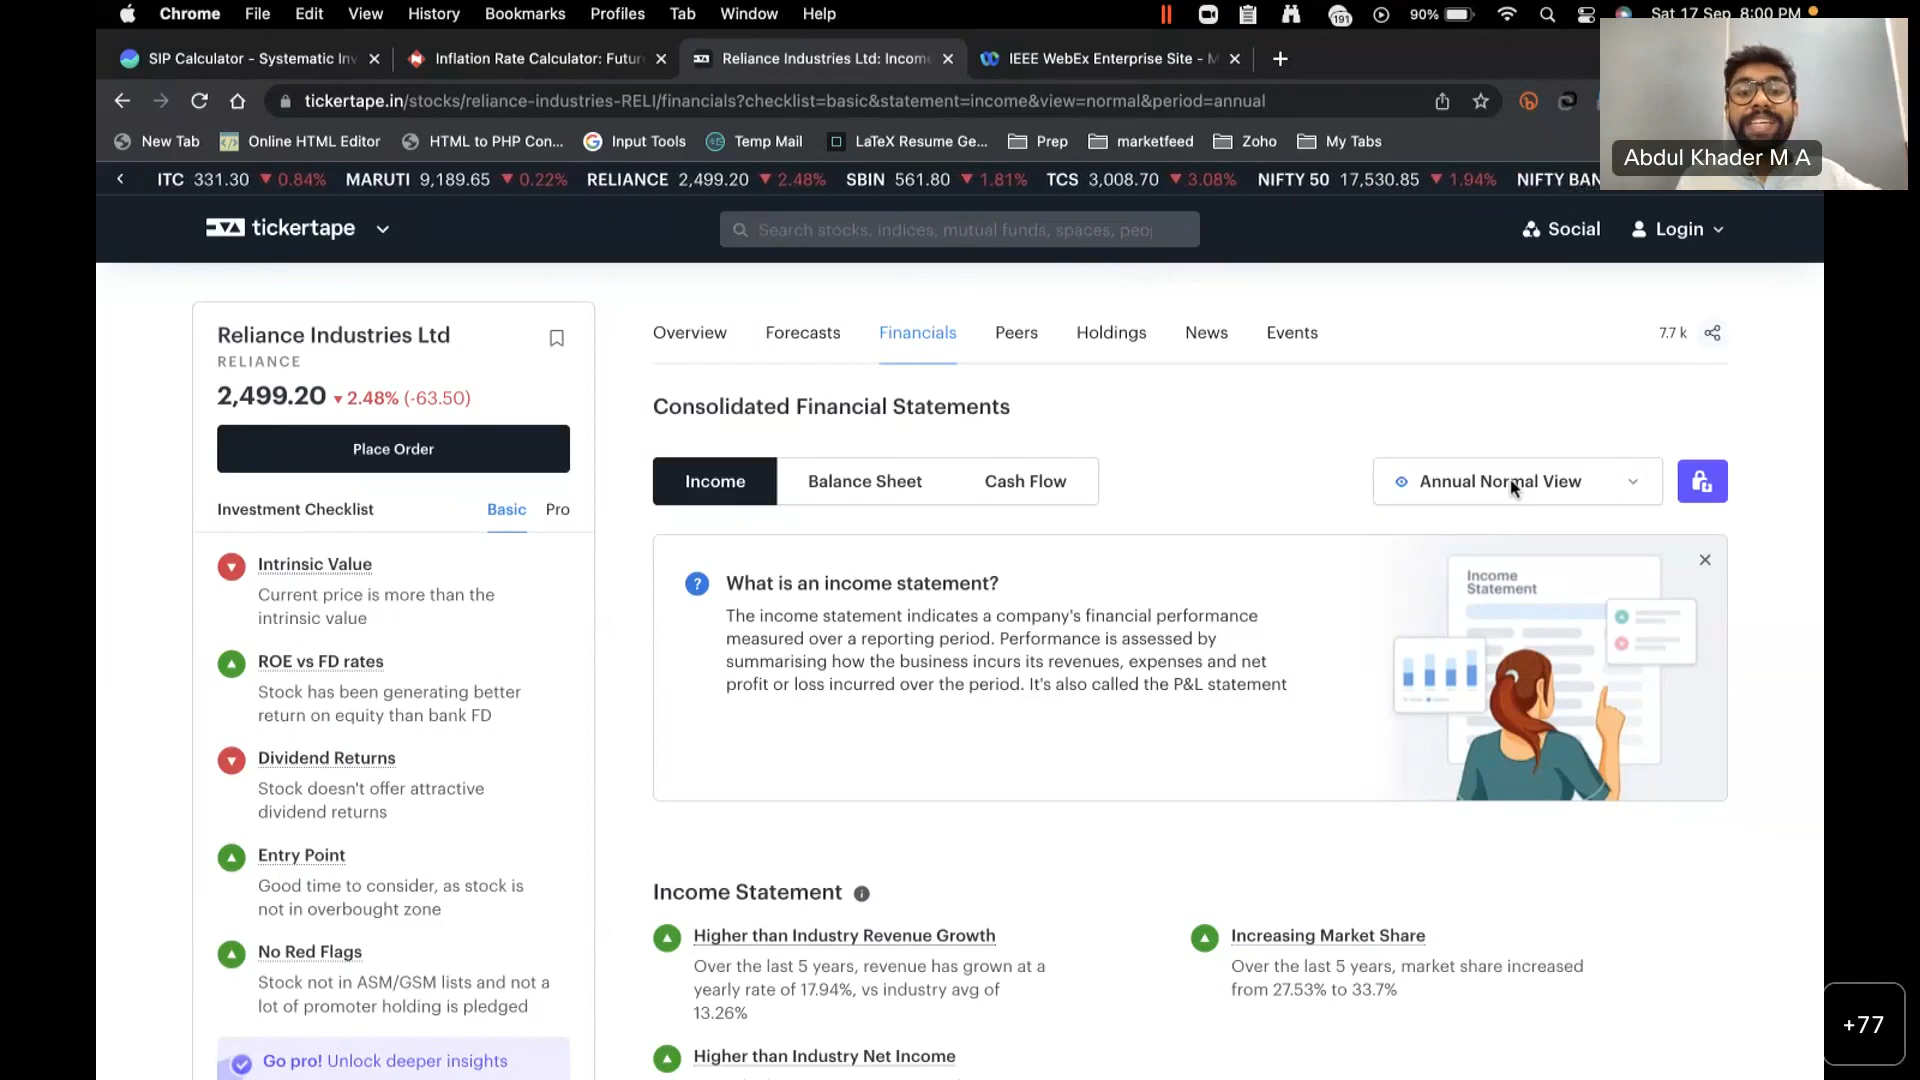 Chrome File Edit View History Bookmarks Profiles Tab Window Help
191 90% Sat 17 Sep 8:00 PM
SIP Calculator - Systematic Inv
Inflation Rate Calculator: Futur
Reliance Industries Ltd: Incom
IEEE WebEx Enterprise Site - M
tickertape.in/stocks/reliance-industries-RELI/financials?checklist=basic&statement=income&view=normal&period=annual
New Tab Online HTML Editor HTML to PHP Con... Input Tools Temp Mail LaTeX Resume Ge... Prep marketfeed Zoho My Tabs
Abdul Khader M A
ITC 331.30 ▼ 0.84% MARUTI 9,189.65 ▼ 0.22% RELIANCE 2,499.20 ▼ 2.48% SBIN 561.80 ▼ 1.81% TCS 3,008.70 ▼ 3.08% NIFTY 50 17,530.85 ▼ 1.94% NIFTY BAN
tickertape
Search stocks, indices, mutual funds, spaces, peop
Social
Login
Reliance Industries Ltd
RELIANCE
2,499.20 ▼ 2.48% (-63.50)
Place Order
Investment Checklist Basic Pro
Intrinsic Value
Current price is more than the
intrinsic value
ROE vs FD rates
Stock has been generating better
return on equity than bank FD
Dividend Returns
Stock doesn't offer attractive
dividend returns
Entry Point
Good time to consider, as stock is
not in overbought zone
No Red Flags
Stock not in ASM/GSM lists and not a
lot of promoter holding is pledged
Go pro! Unlock deeper insights
Overview Forecasts Financials Peers Holdings News Events
7.7 k
Consolidated Financial Statements
Income Balance Sheet Cash Flow
Annual Normal View
What is an income statement?
The income statement indicates a company's financial performance
measured over a reporting period. Performance is assessed by
summarising how the business incurs its revenues, expenses and net
profit or loss incurred over the period. It's also called the P&L statement
Income
Statement
Income Statement
Higher than Industry Revenue Growth
Over the last 5 years, revenue has grown at a
yearly rate of 17.94%, vs industry avg of
13.26%
Increasing Market Share
Over the last 5 years, market share increased
from 27.53% to 33.7%
Higher than Industry Net Income
+77